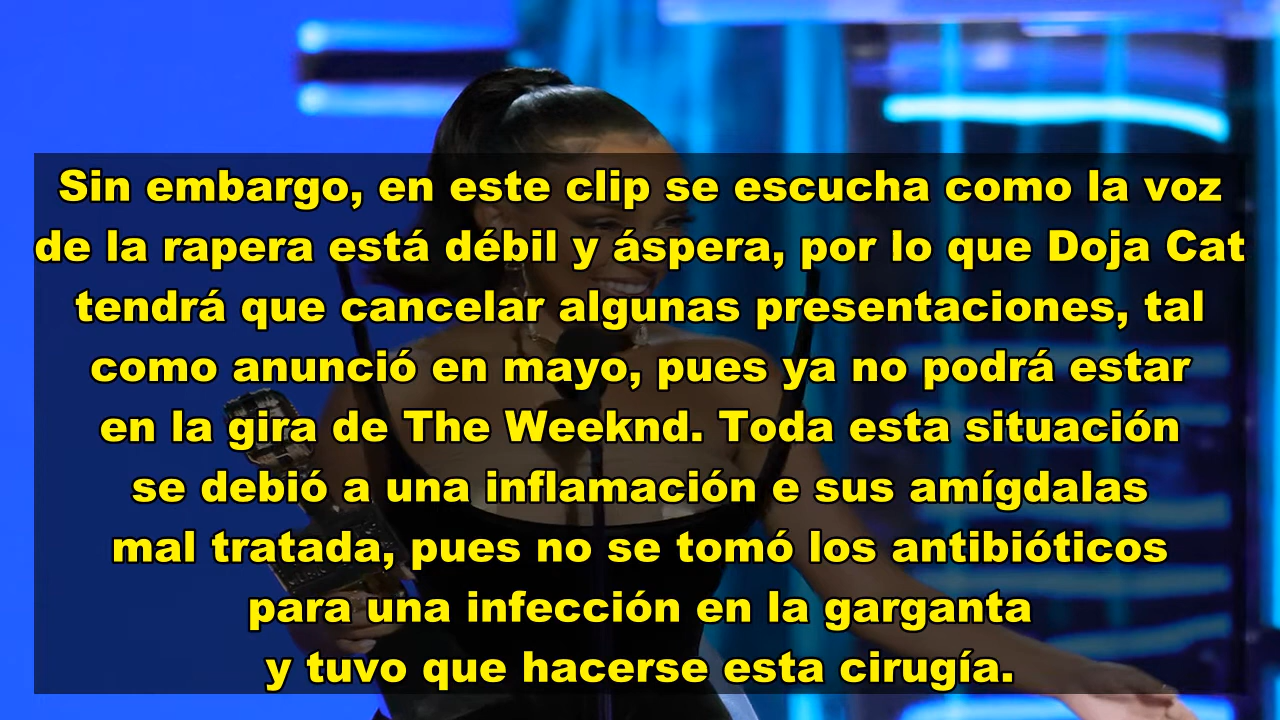 Sin embargo, en este clip se escucha como la voz
de la rapera está débil y áspera, por lo que Doja Cat
tendrá que cancelar algunas presentaciones, tal
como anunció en mayo, pues ya no podrá estar
en la gira de The Weeknd. Toda esta situación
se debió a una inflamación e sus amígdalas
mal tratada, pues no se tomó los antibióticos
para una infección en la garganta
y tuvo que hacerse esta cirugía.